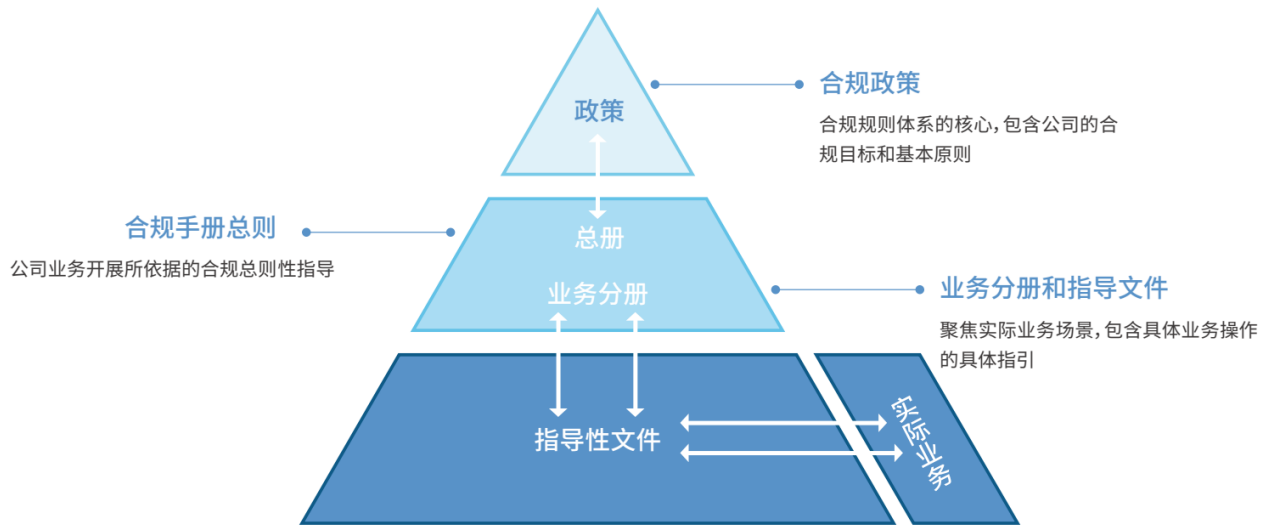 政策
合规政策
合规规则体系的核心，包含公司的合
规目标和基本原则
合规手册总则
公司业务开展所依据的合规总则性指导
总册
业务分册
业务分册和指导文件
聚焦实际业务场景，包含具体业务操作
的具体指引
指导性文件
实际业务